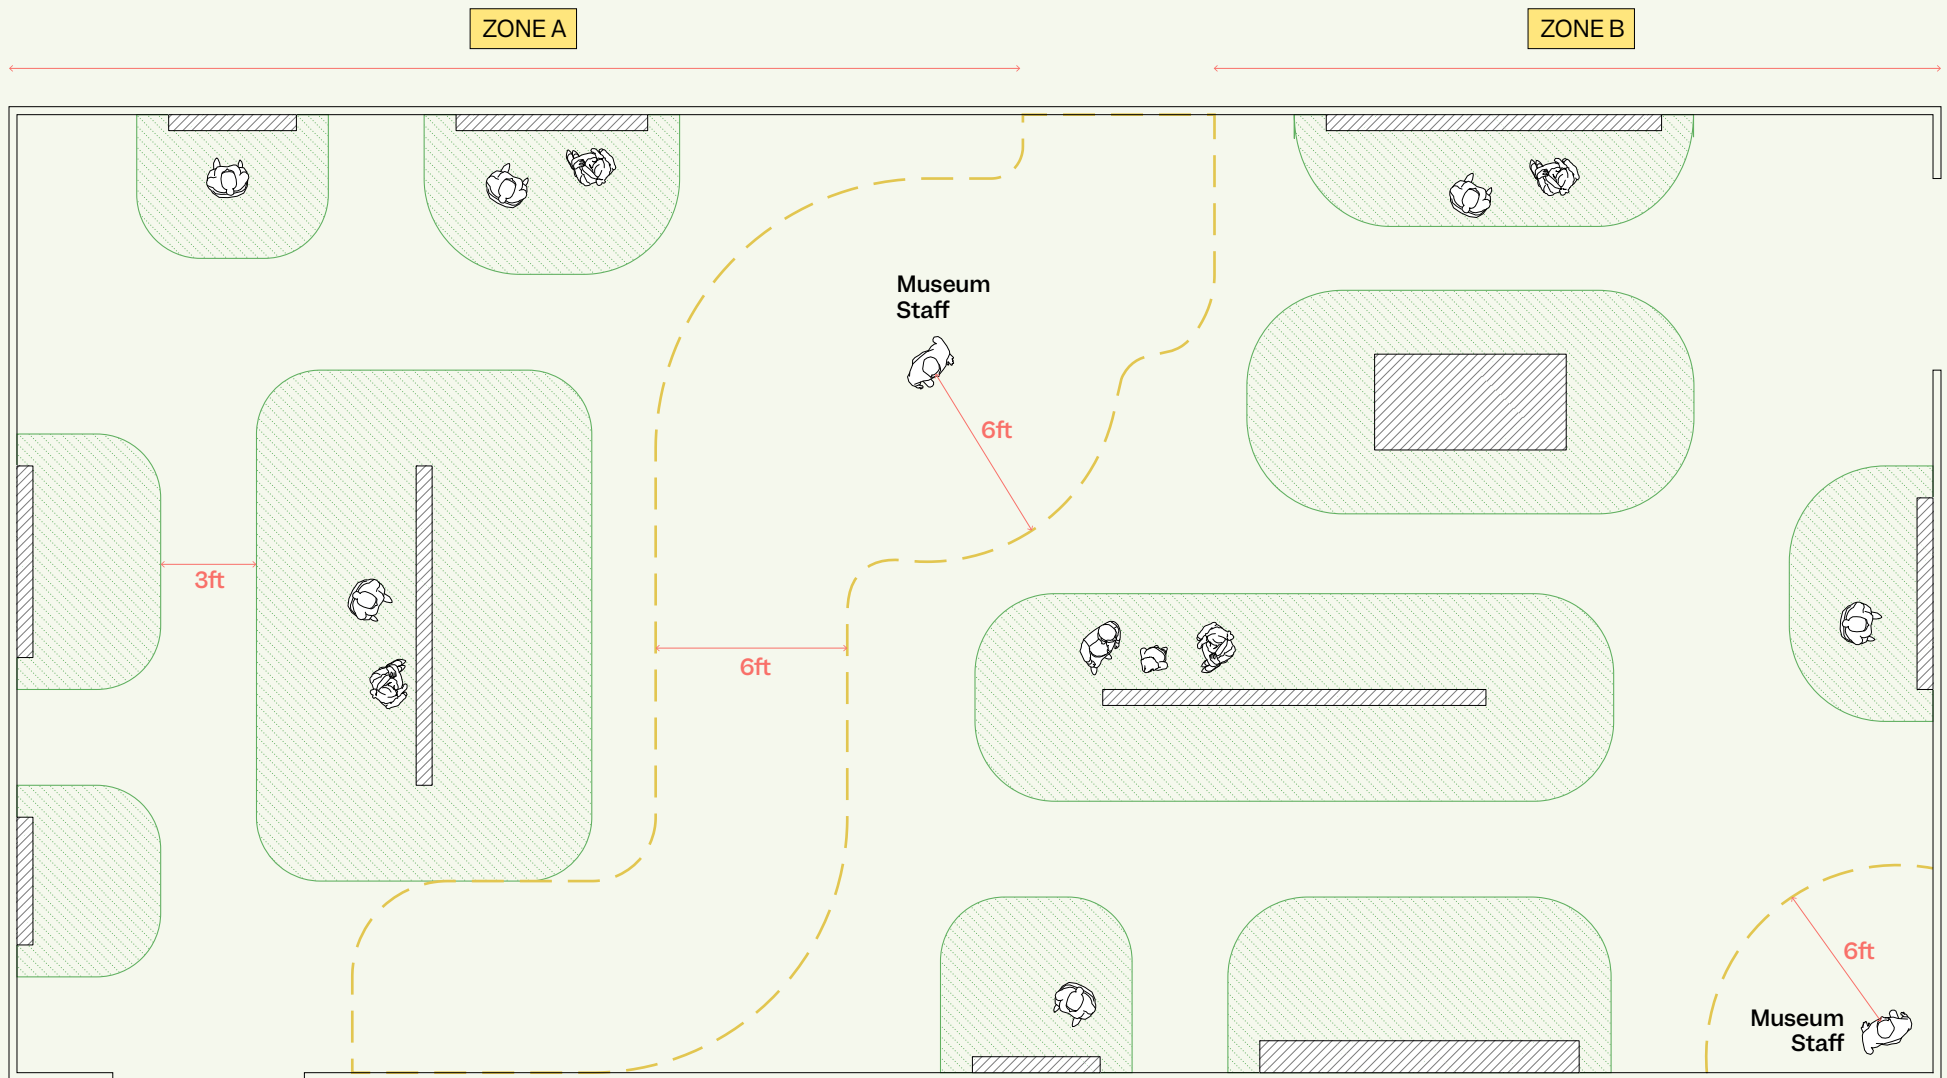 ZONE A
ZONE B
Museum
Staff
6ft
3ft
6ft
6ft
Museum
Staff